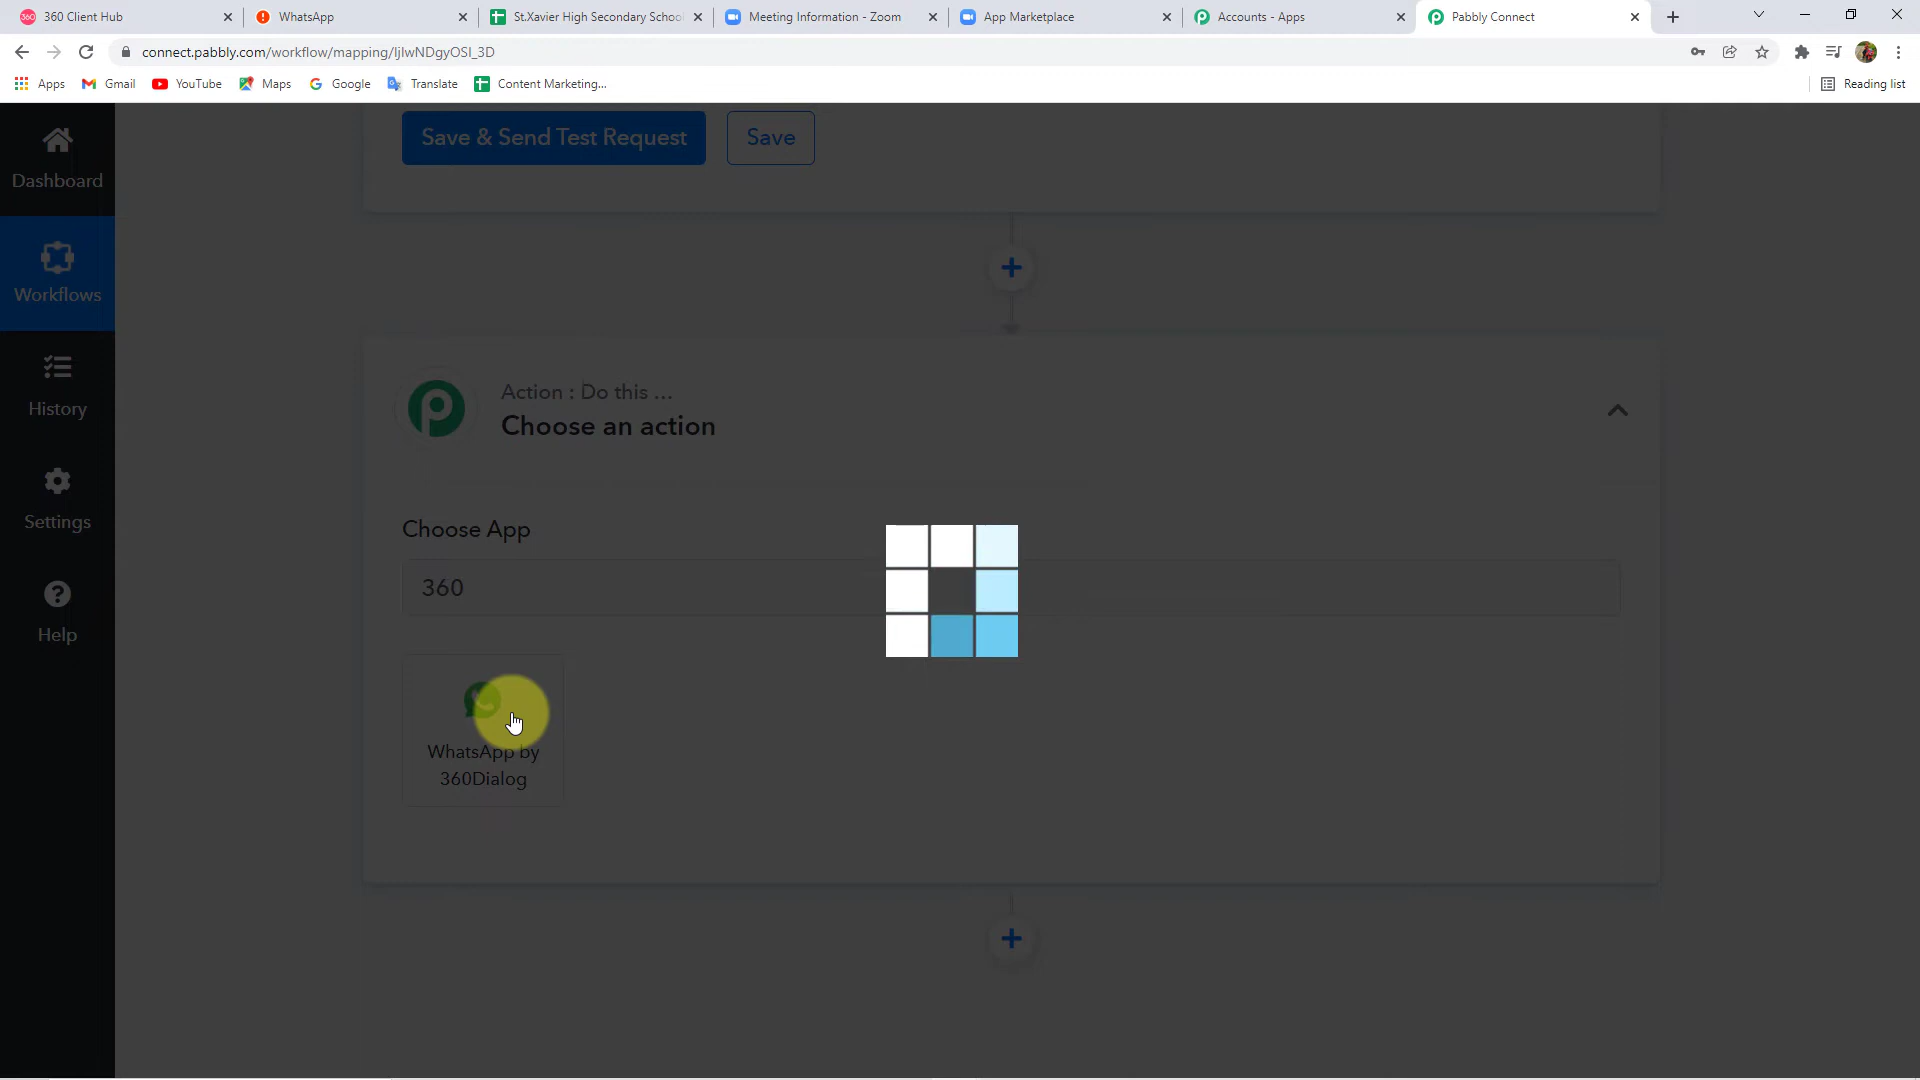 360 Client Hub
WhatsApp
St.Xavier High Secondary School
Meeting Information - Zoom
App Marketplace
Accounts - Apps
Pabbly Connect
connect.pabbly.com/workflow/mapping/IjIwNDgyOSI_3D
Apps
Gmail
YouTube
Maps
Google
Translate
Content Marketing...
Reading list
Save & Send Test Request
Save
Dashboard
Workflows
History
Settings
Help
Action : Do this ...
Choose an action
Choose App
360
WhatsApp by
360Dialog